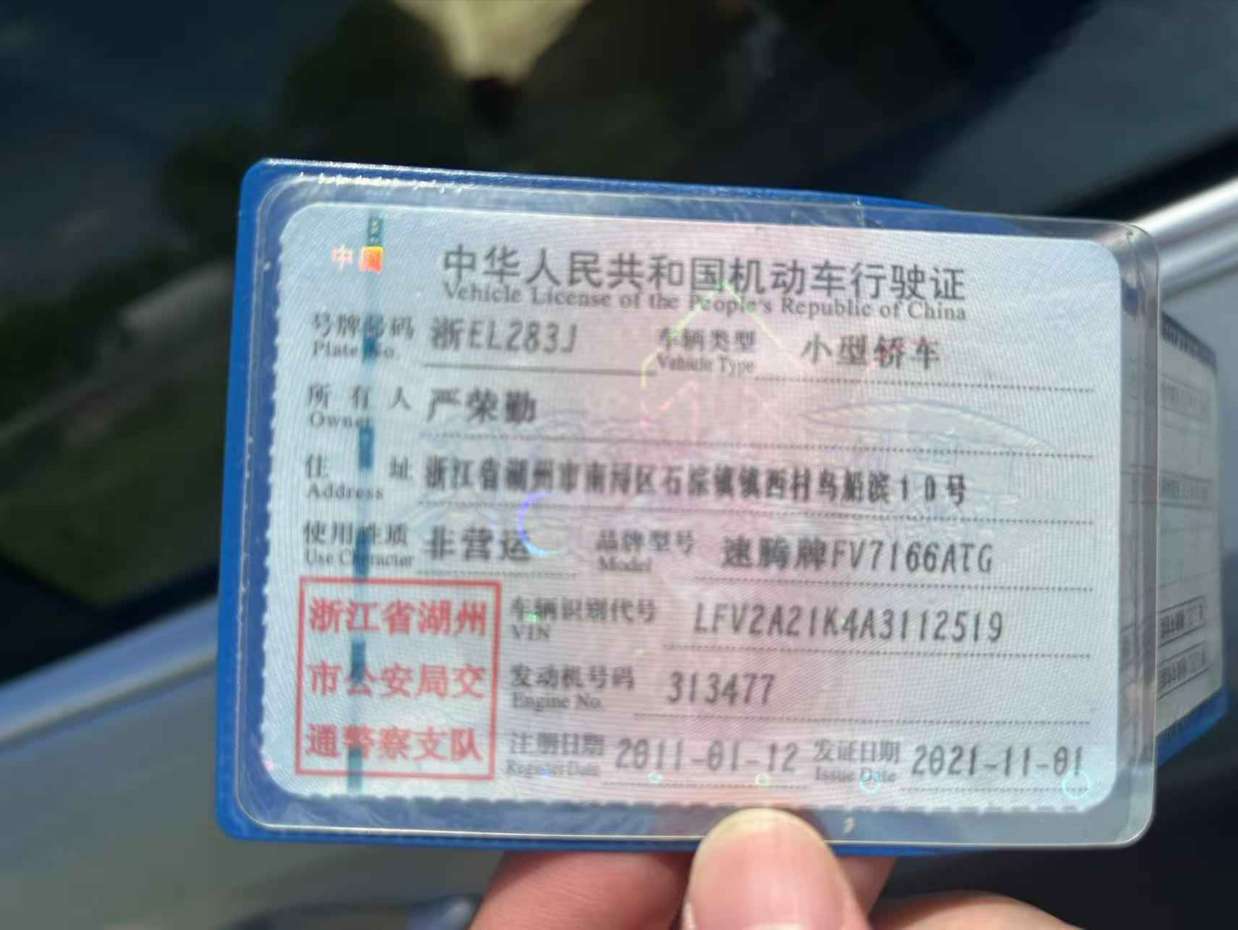 中国
中华人民共和国机动车行驶证
Vehicle License of the People's Republic of China
号牌号码 浙EL283J 车辆类型 小型轿车
Plate No. Vehicle Type
所有人 严荣勤
Owner
住址 浙江省湖州市南浔区石淙镇镇西村鸟船滨10号
Address
使用性质 非营运 品牌型号 速腾牌FV7166ATG
Use Character Model
浙江省湖州 车辆识别代号 LFV2A21K4A3112519
VIN
市公安局交 发动机号码 313477
Engine No.
通警察支队 注册日期 2011-01-12 发证日期 2021-11-01
Register Date Issue Date